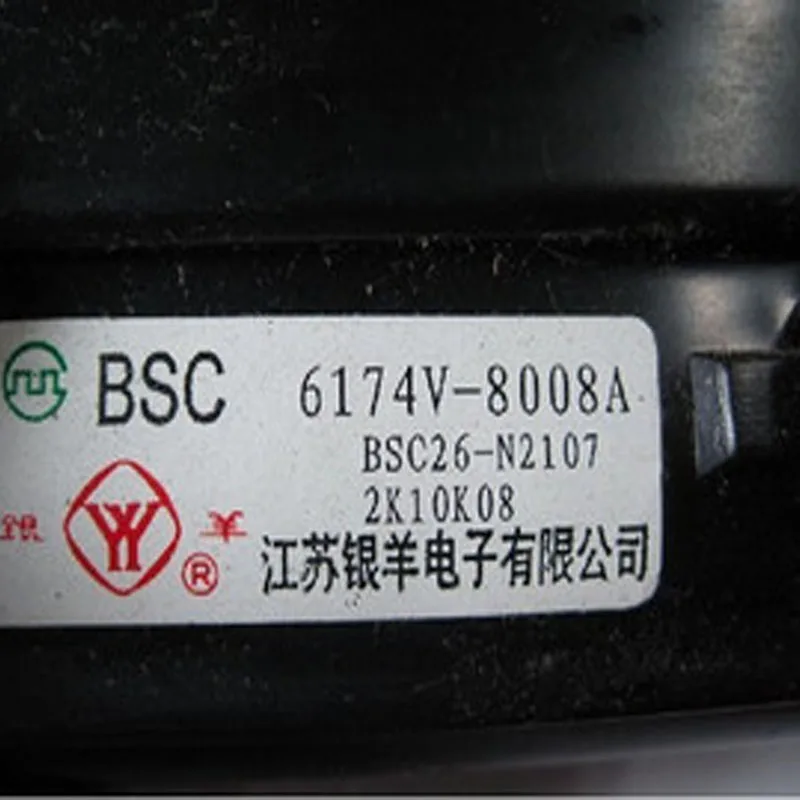 BSC 6174V-8008A
BSC26-N2107
2K10K08
银 羊 ®
江苏银羊电子有限公司